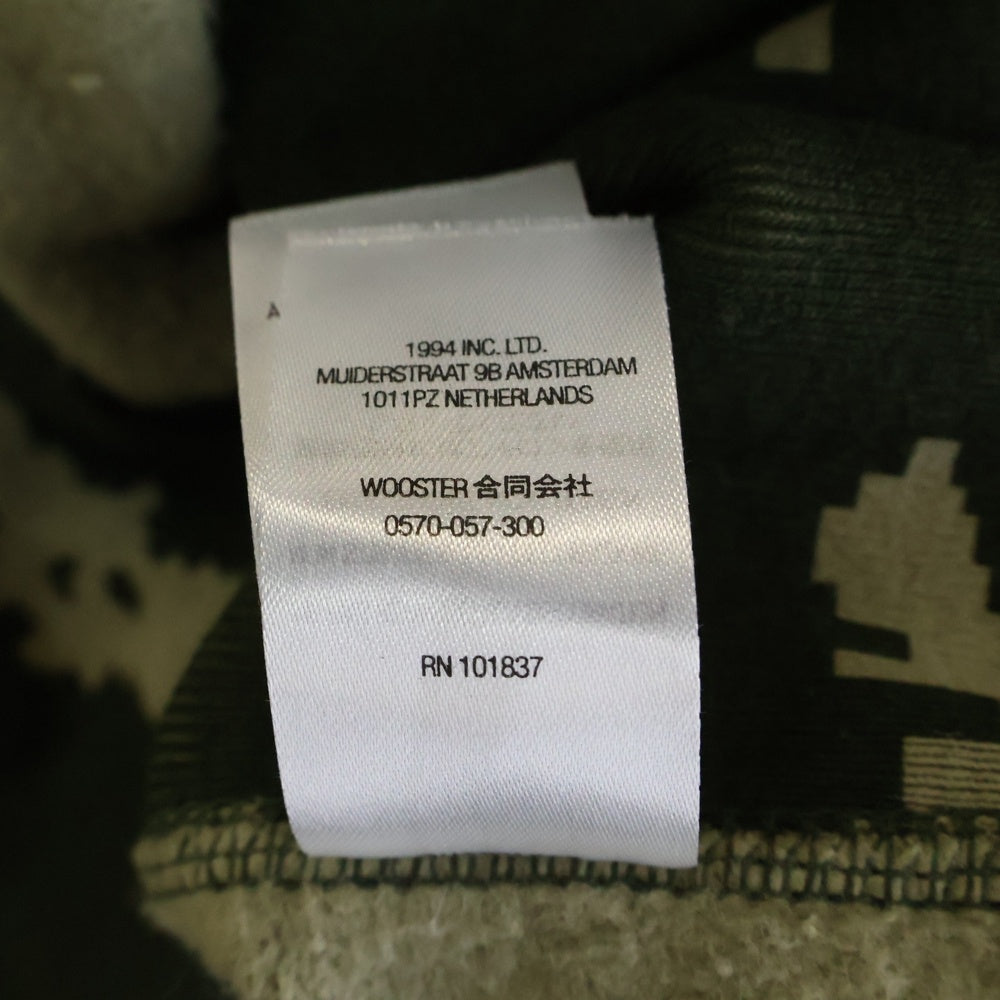 A
1994 INC. LTD.
MUIDERSTRAAT 9B AMSTERDAM
1011PZ NETHERLANDS
WOOSTER 合同会社
0570-057-300
RN 101837